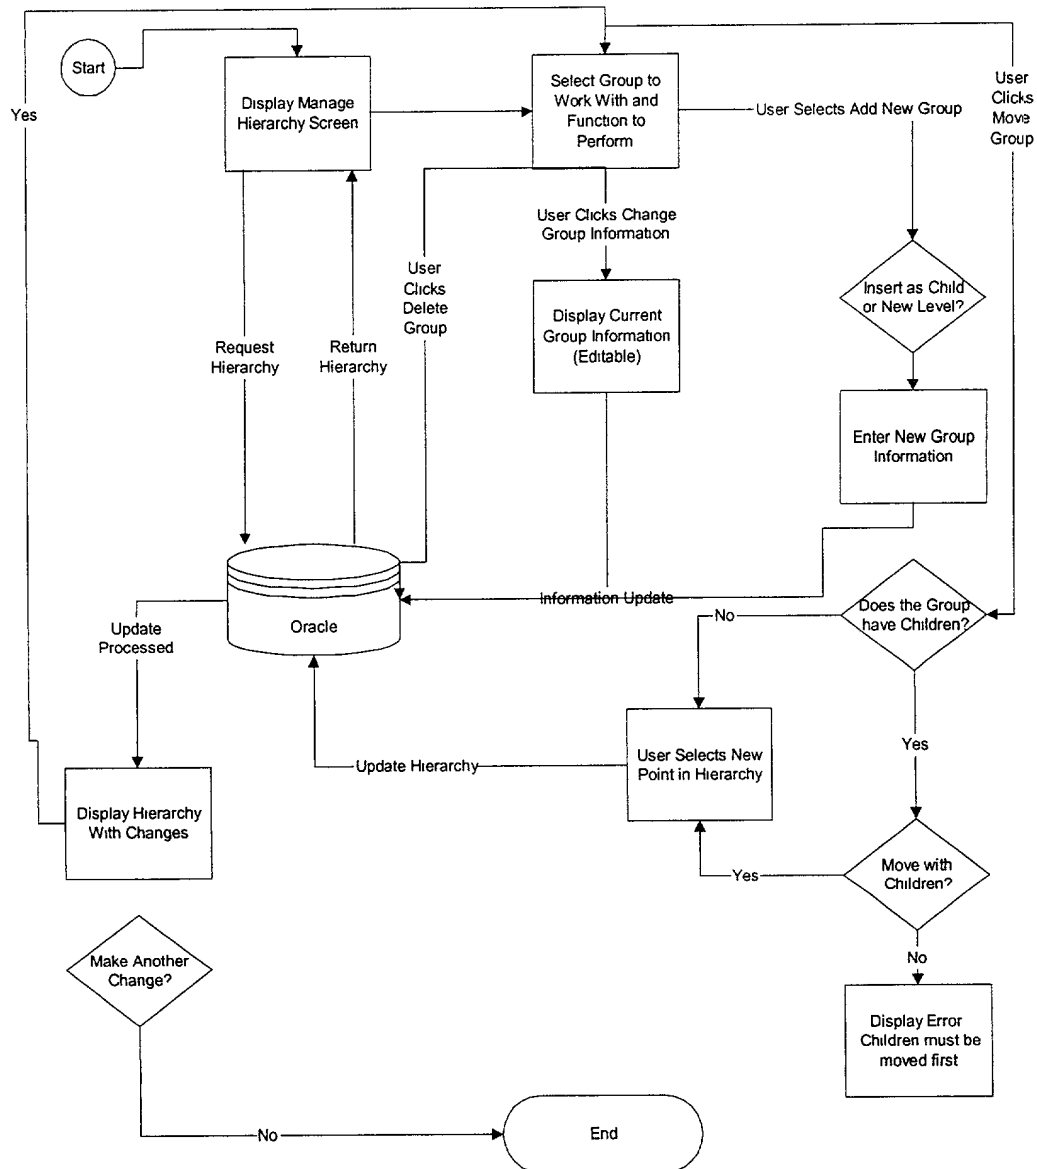 Start
Yes
Display Manage
Hierarchy Screen
Select Group to
Work With and
Function to
Perform
User Selects Add New Group
User
Clicks
Move
Group
User Clicks Change
Group Information
User
Clicks
Delete
Group
Insert as Child
or New Level?
Display Current
Group Information
(Editable)
Request
Hierarchy
Return
Hierarchy
Enter New Group
Information
Information Update
Oracle
Does the Group
have Children?
No
Update
Processed
Yes
User Selects New
Point in Hierarchy
Update Hierarchy
Display Hierarchy
With Changes
Move with
Children?
Yes
No
Make Another
Change?
Display Error
Children must be
moved first
No
End